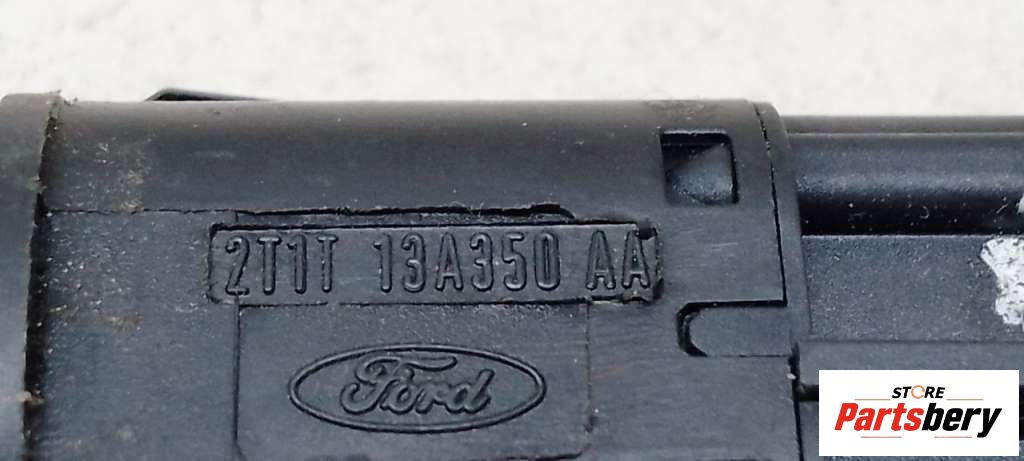 2T1T 13A350 AA
Ford
STORE
Partsbery